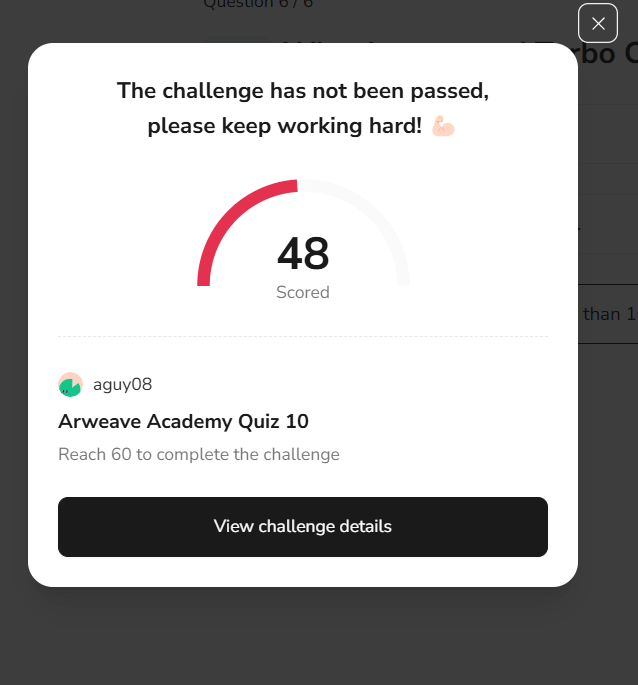 Question 6 / 6
The challenge has not been passed,
please keep working hard! 💪
48
Scored
than 1
aguy08
Arweave Academy Quiz 10
Reach 60 to complete the challenge
View challenge details